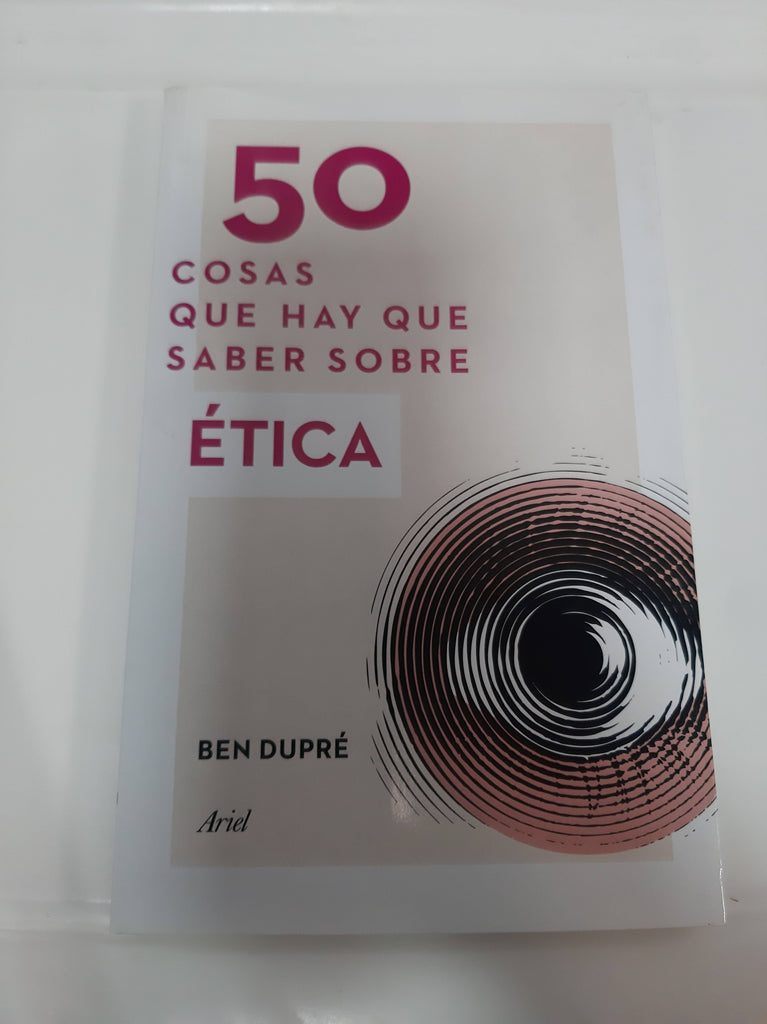 50
COSAS
QUE HAY QUE
SABER SOBRE
ÉTICA
BEN DUPRÉ
Ariel